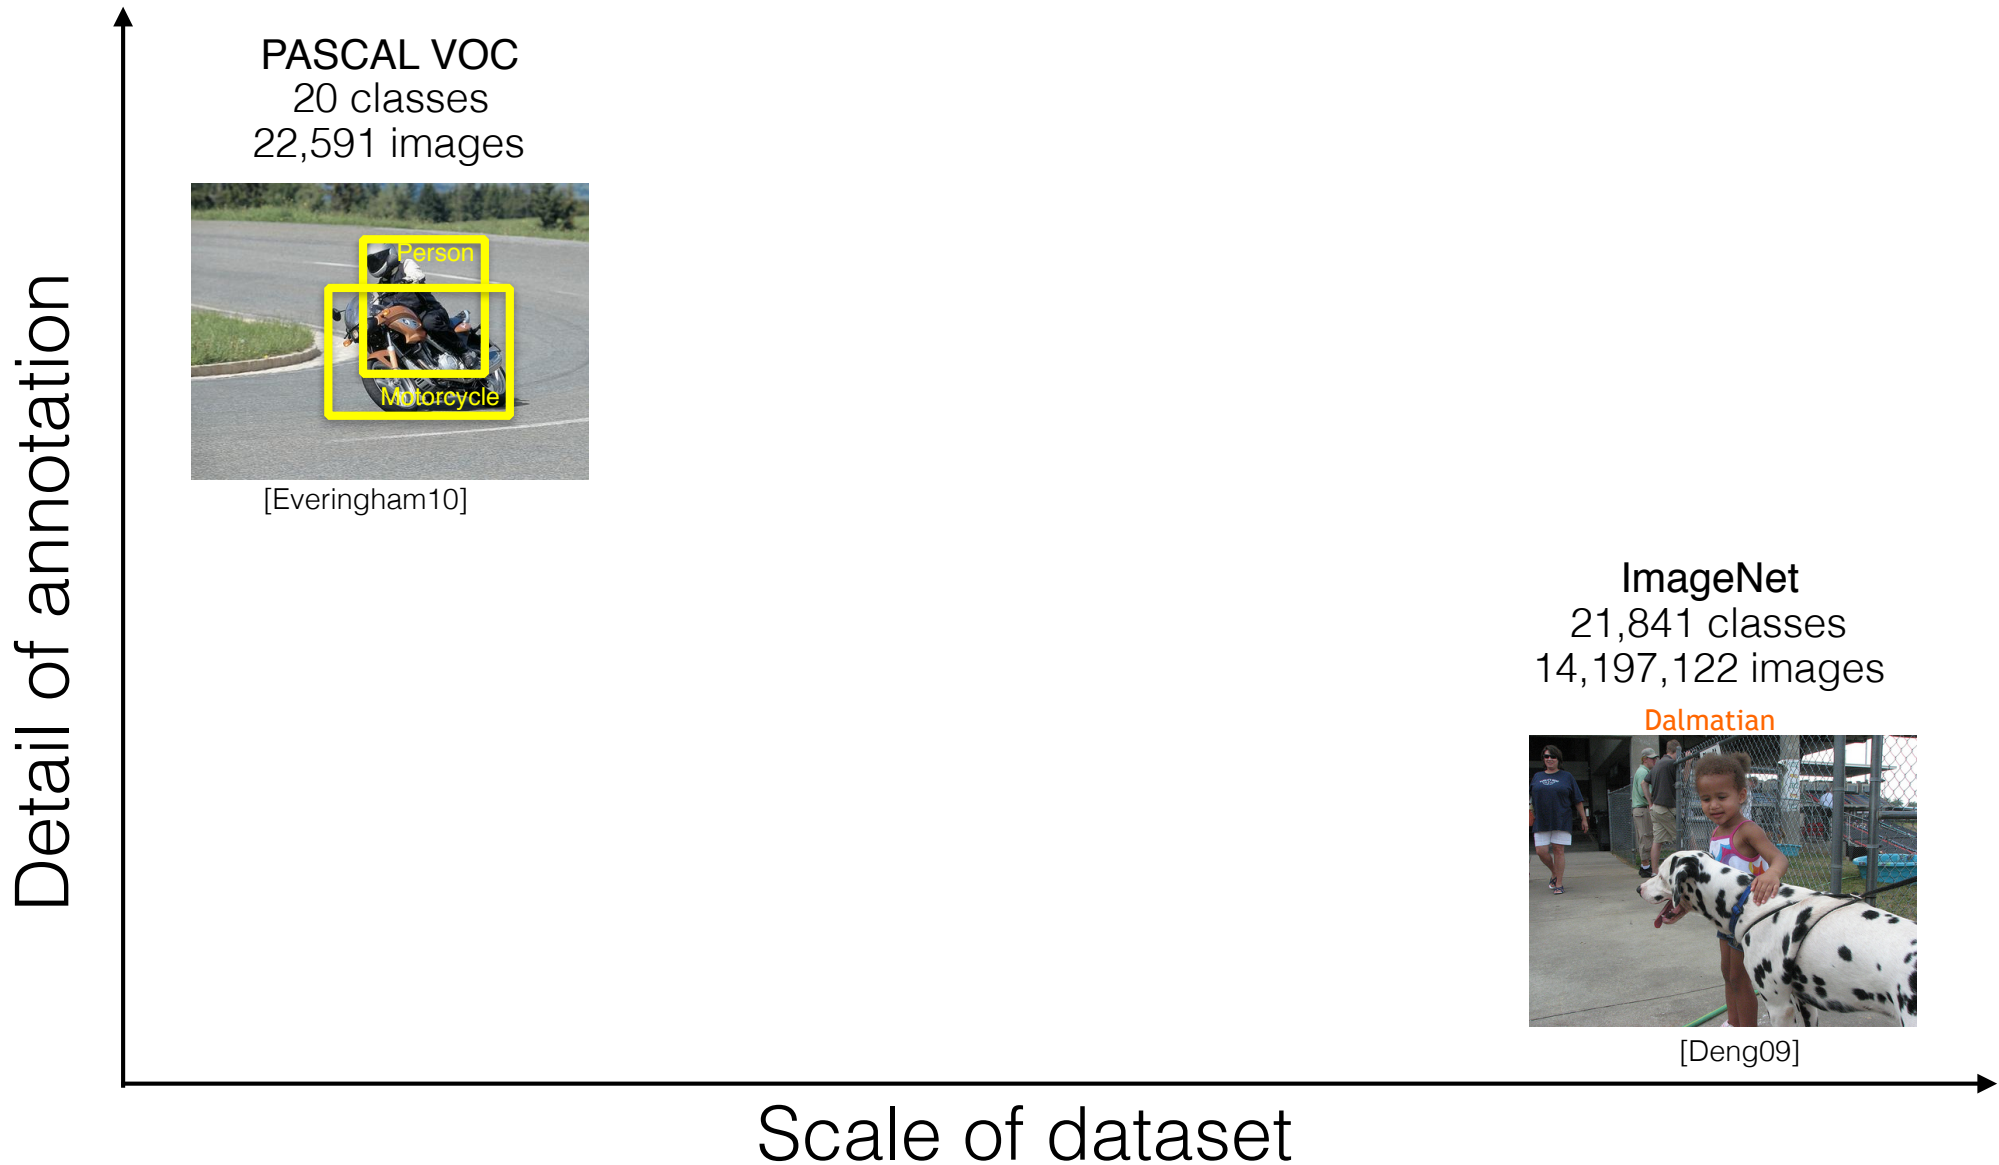 PASCAL VOC
20 classes
22,591 images
Person
Motorcycle
[Everingham10]
Detail of annotation
ImageNet
21,841 classes
14,197,122 images
Dalmatian
[Deng09]
Scale of dataset